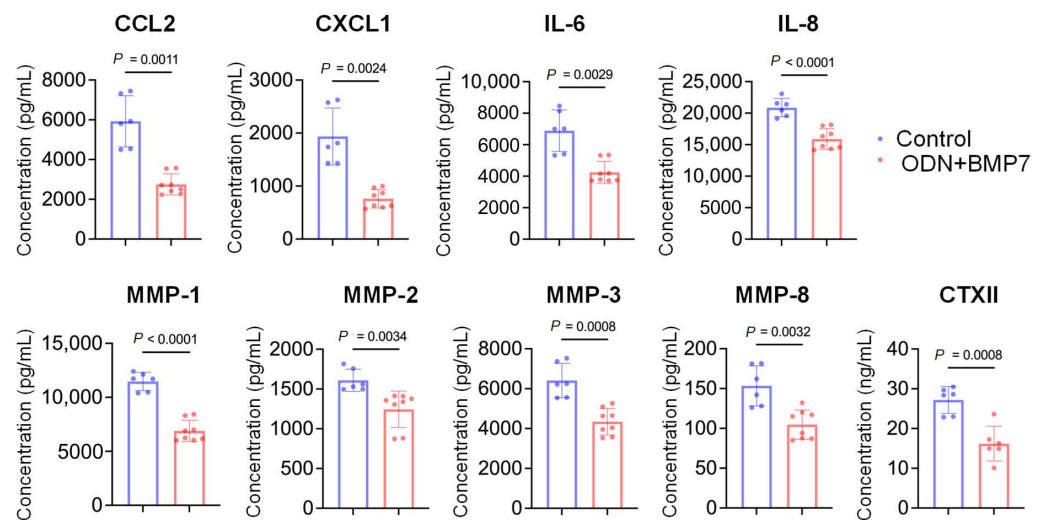 CCL2
CXCL1
IL-6
IL-8
P = 0.0011
P = 0.0024
P = 0.0029
P < 0.0001
Concentration (pg/mL)
8000
6000
4000
2000
0
Concentration (pg/mL)
3000
2000
1000
0
Concentration (pg/mL)
10,000
8000
6000
4000
2000
0
Concentration (pg/mL)
25,000
20,000
15,000
10,000
5000
0
Control
ODN+BMP7
MMP-1
MMP-2
MMP-3
MMP-8
CTXII
P < 0.0001
P = 0.0034
P = 0.0008
P = 0.0032
P = 0.0008
Concentration (pg/mL)
15,000
10,000
5000
0
Concentration (pg/mL)
2000
1500
1000
500
0
Concentration (pg/mL)
8000
6000
4000
2000
0
Concentration (pg/mL)
200
150
100
50
0
Concentration (ng/mL)
40
30
20
10
0